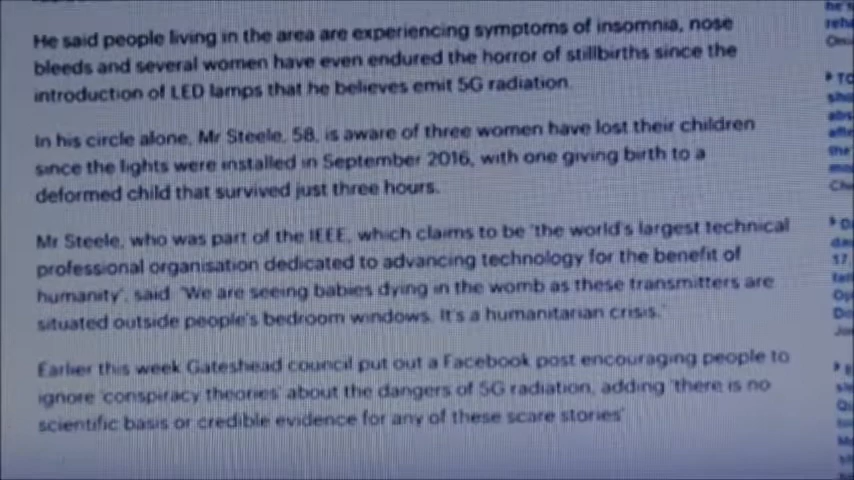 He said people living in the area are experiencing symptoms of insomnia, nose
bleeds and several women have even endured the horror of stillbirths since the
introduction of LED lamps that he believes emit 5G radiation.
In his circle alone, Mr Steele, 58, is aware of three women have lost their children
since the lights were installed in September 2016, with one giving birth to a
deformed child that survived just three hours.
Mr Steele, who was part of the IEEE, which claims to be 'the world's largest technical
professional organisation dedicated to advancing technology for the benefit of
humanity', said: 'We are seeing babies dying in the womb as these transmitters are
situated outside people's bedroom windows. It's a humanitarian crisis.'
Earlier this week Gateshead council put out a Facebook post encouraging people to
ignore 'conspiracy theories' about the dangers of 5G radiation, adding 'there is no
scientific basis or credible evidence for any of these scare stories'